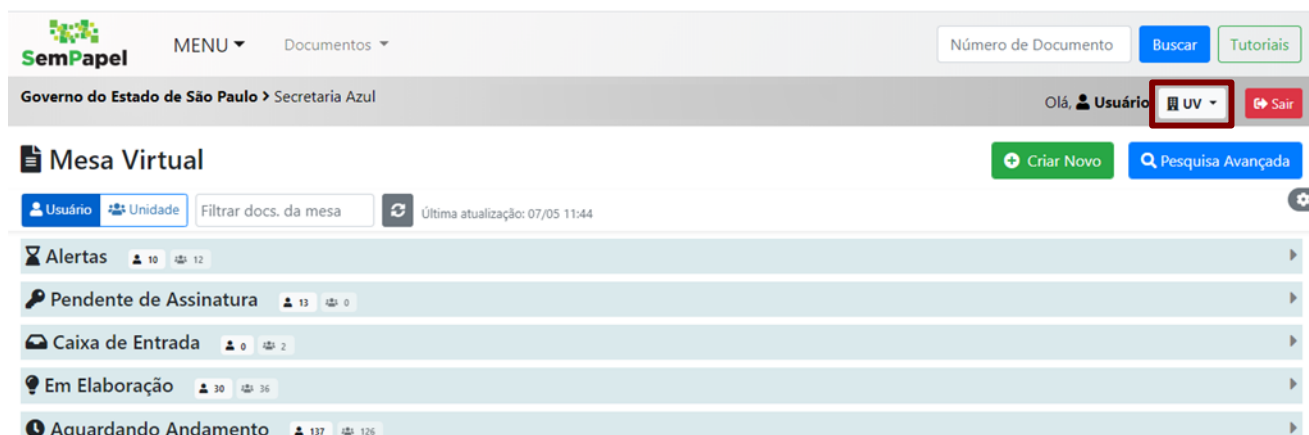 SemPapel MENU Documentos Número de Documento Buscar Tutoriais
Governo do Estado de São Paulo > Secretaria Azul Olá, Usuário UV Sair
Mesa Virtual Criar Novo Pesquisa Avançada
Usuário Unidade Filtrar docs. da mesa Última atualização: 07/05 11:44
Alertas 10 12
Pendente de Assinatura 13 0
Caixa de Entrada 0 2
Em Elaboração 30 36
Aguardando Andamento 137 126